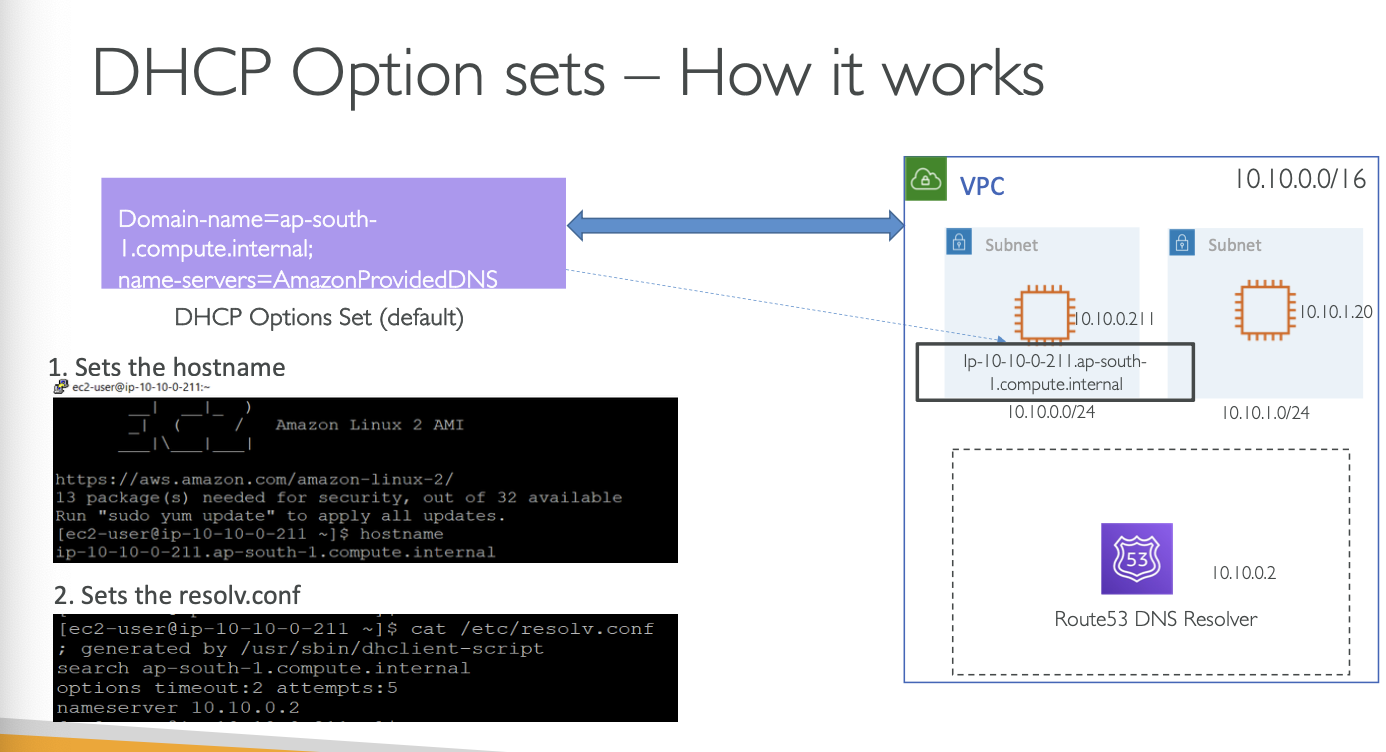 DHCP Option sets – How it works
Domain-name=ap-south-
1.compute.internal;
name-servers=AmazonProvidedDNS
DHCP Options Set (default)
1. Sets the hostname
ec2-user@ip-10-10-0-211:~
Amazon Linux 2 AMI
https://aws.amazon.com/amazon-linux-2/
13 package(s) needed for security, out of 32 available
Run "sudo yum update" to apply all updates.
[ec2-user@ip-10-10-0-211 ~]$ hostname
ip-10-10-0-211.ap-south-1.compute.internal
2. Sets the resolv.conf
[ec2-user@ip-10-10-0-211 ~]$ cat /etc/resolv.conf
; generated by /usr/sbin/dhclient-script
search ap-south-1.compute.internal
options timeout:2 attempts:5
nameserver 10.10.0.2
VPC
10.10.0.0/16
Subnet
10.10.0.211
Ip-10-10-0-211.ap-south-
1.compute.internal
10.10.0.0/24
Subnet
10.10.1.20
10.10.1.0/24
53
10.10.0.2
Route53 DNS Resolver